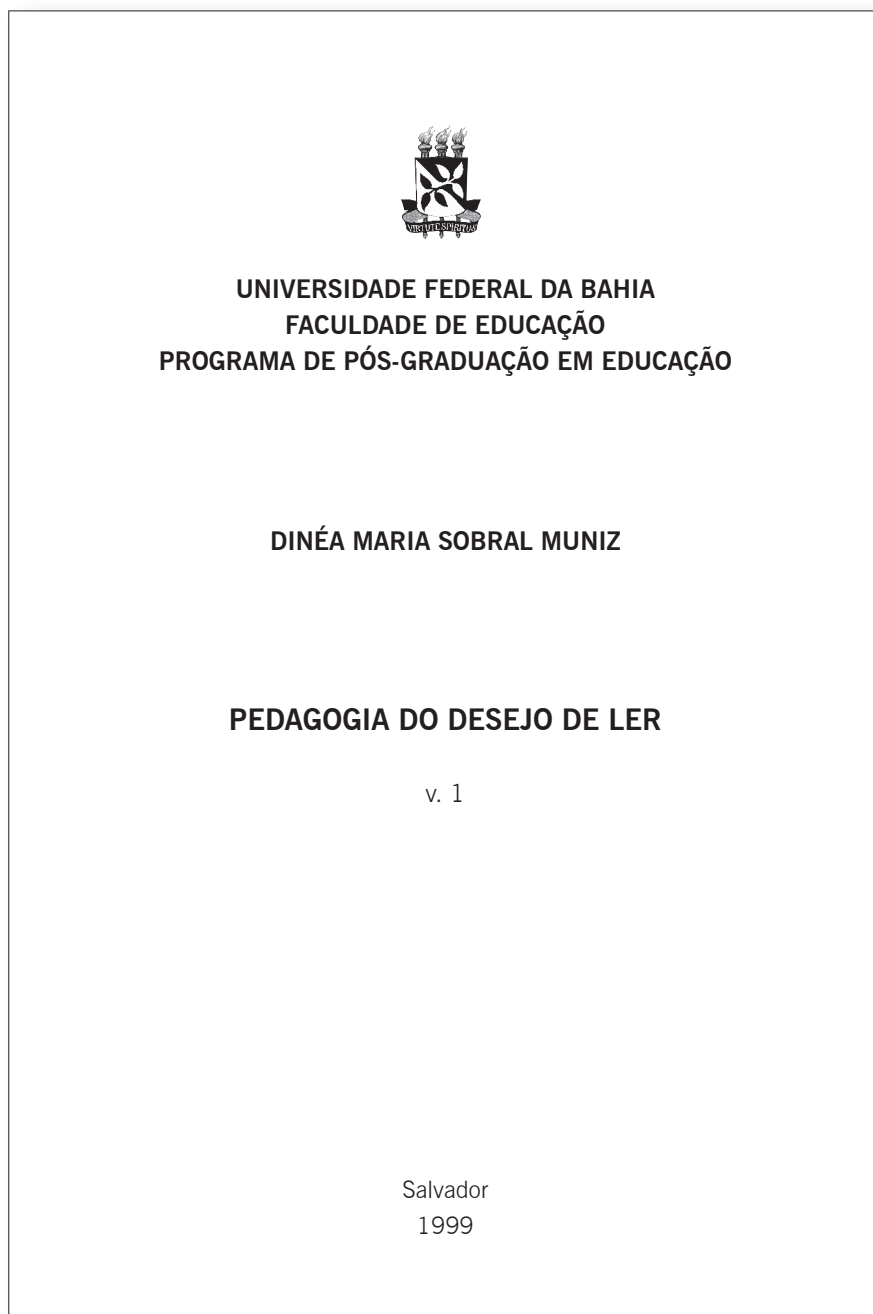 VIRTUTE SPIRITUS
UNIVERSIDADE FEDERAL DA BAHIA
FACULDADE DE EDUCAÇÃO
PROGRAMA DE PÓS-GRADUAÇÃO EM EDUCAÇÃO
DINÉA MARIA SOBRAL MUNIZ
PEDAGOGIA DO DESEJO DE LER
v. 1
Salvador
1999